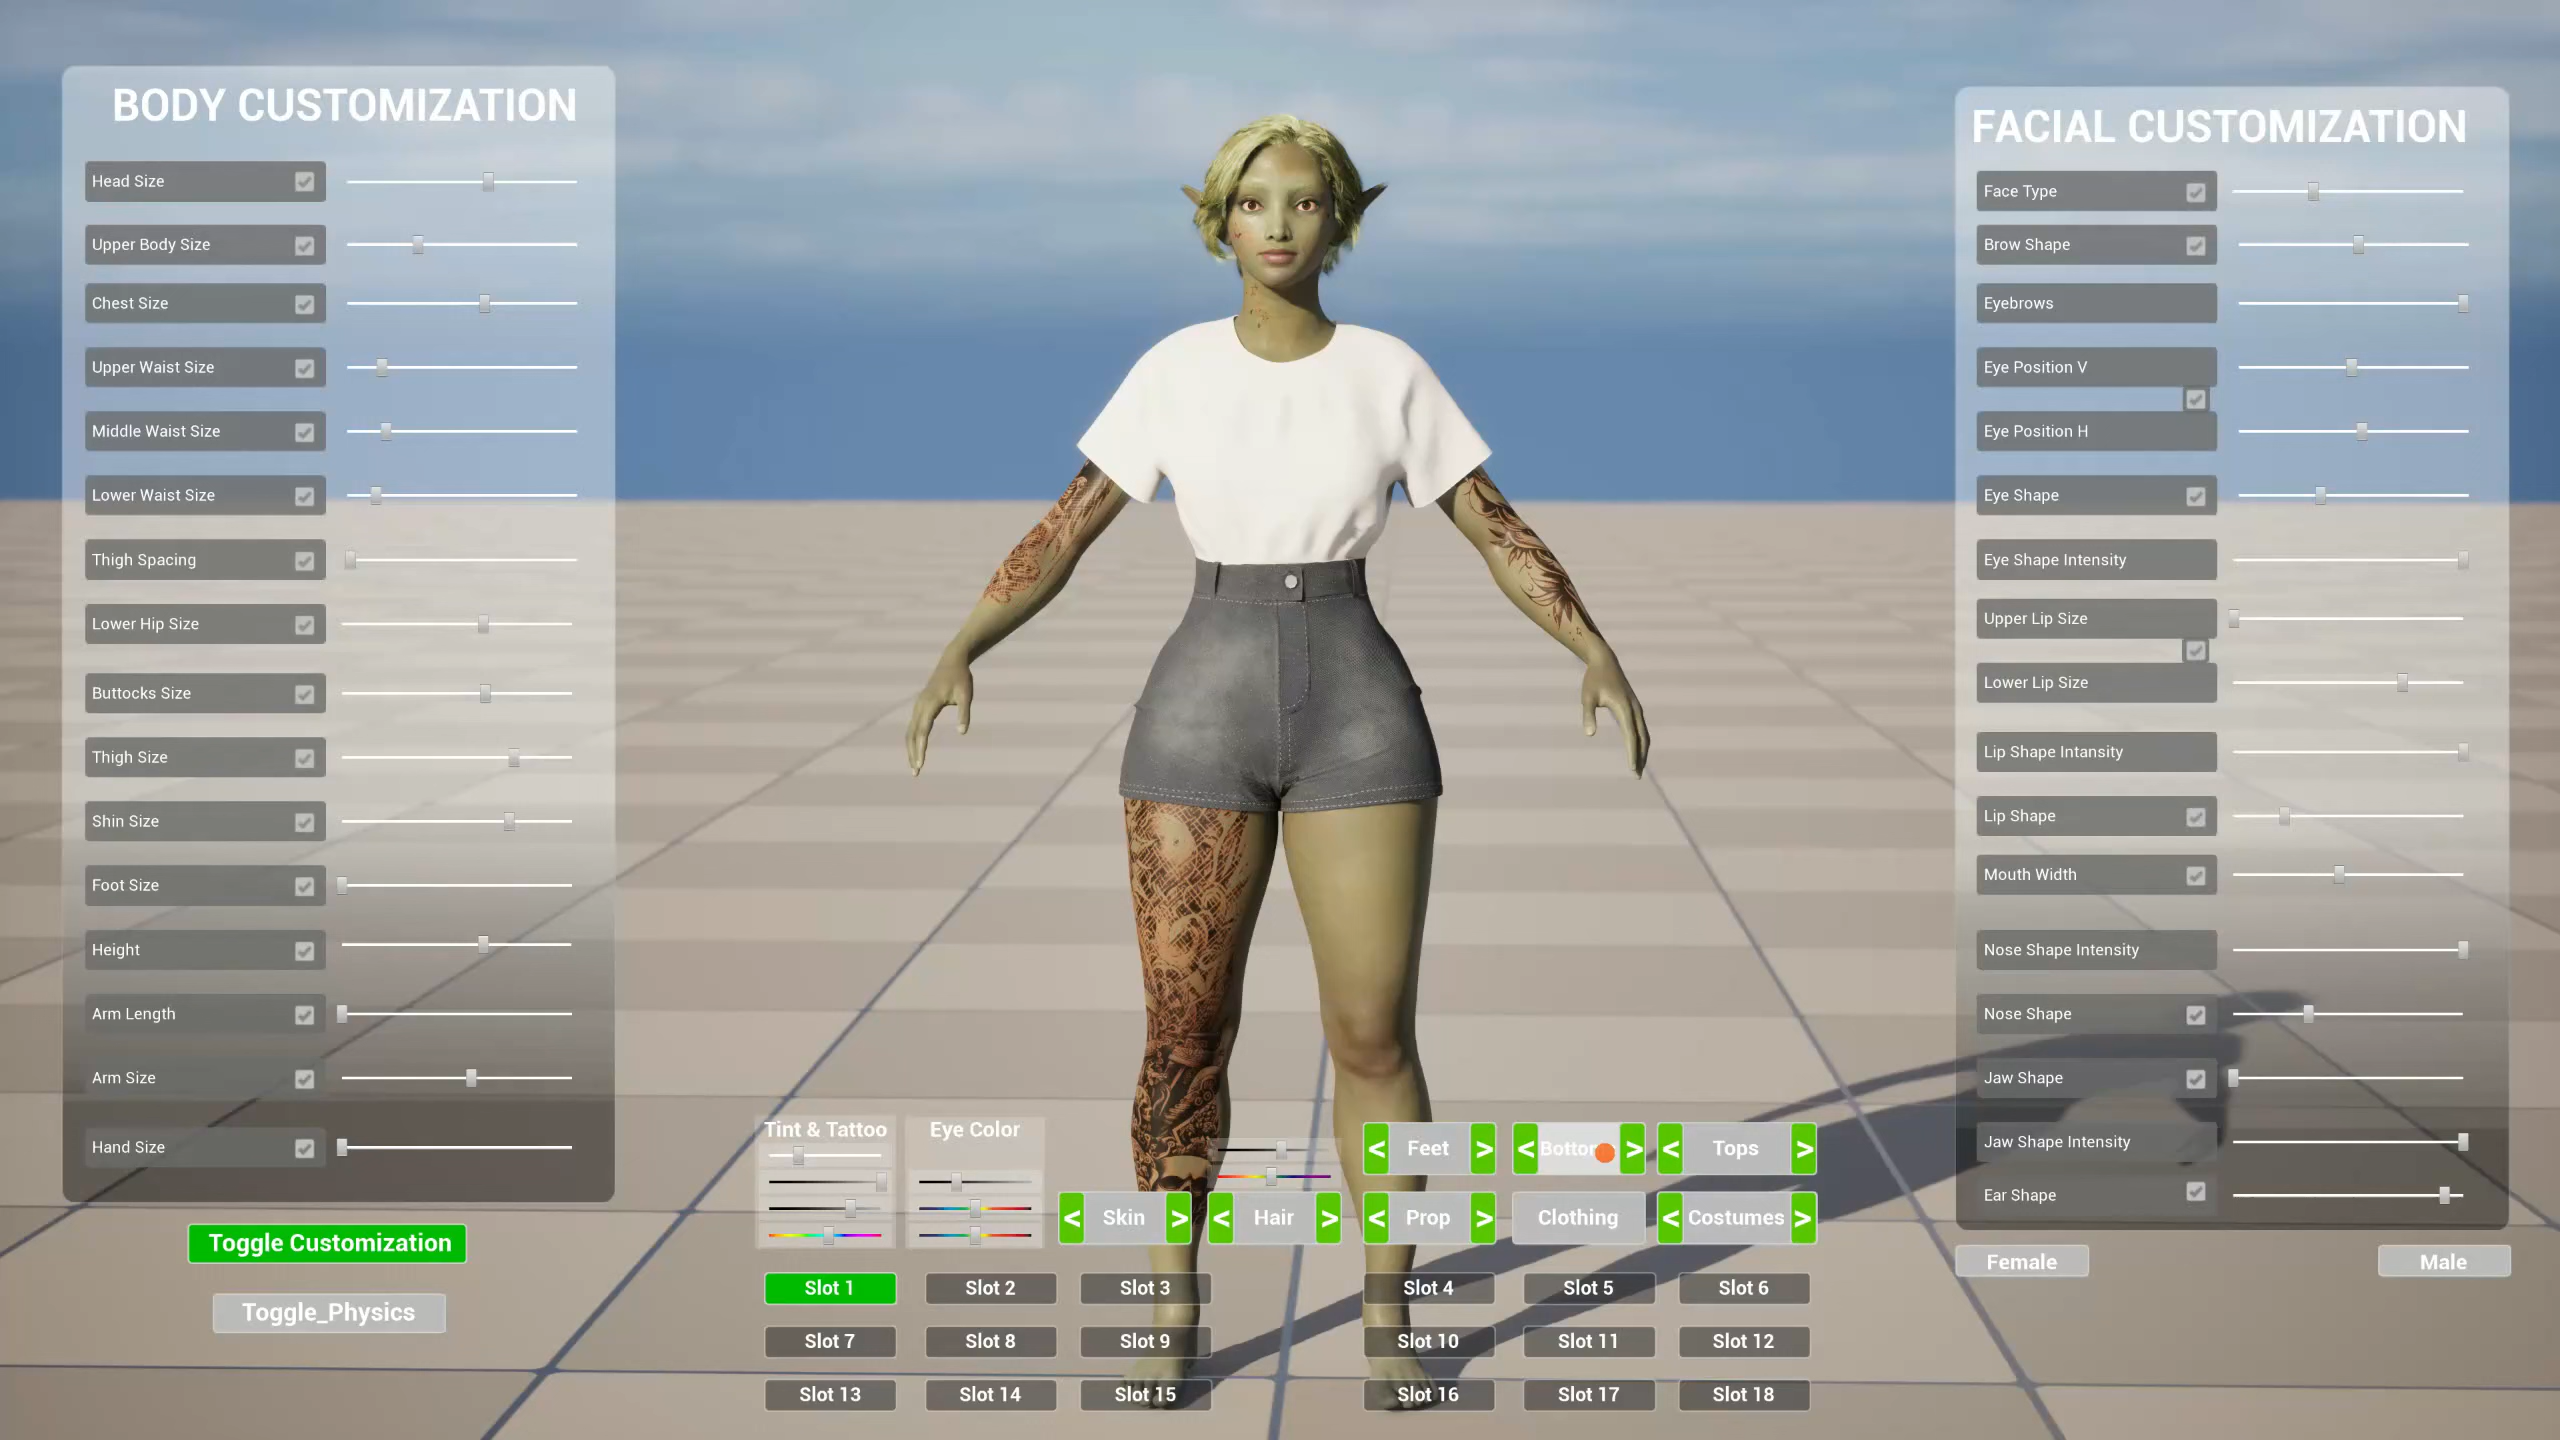 BODY CUSTOMIZATION
Head Size
Upper Body Size
Chest Size
Upper Waist Size
Middle Waist Size
Lower Waist Size
Thigh Spacing
Lower Hip Size
Buttocks Size
Thigh Size
Shin Size
Foot Size
Height
Arm Length
Arm Size
Hand Size
Toggle Customization
Toggle_Physics
FACIAL CUSTOMIZATION
Face Type
Brow Shape
Eyebrows
Eye Position V
Eye Position H
Eye Shape
Eye Shape Intensity
Upper Lip Size
Lower Lip Size
Lip Shape Intansity
Lip Shape
Mouth Width
Nose Shape Intensity
Nose Shape
Jaw Shape
Jaw Shape Intensity
Ear Shape
Female
Male
Tint & Tattoo
Eye Color
< Feet >
< >
< Tops >
< Skin >
< Hair >
< Prop >
Clothing
< Costumes >
Slot 1
Slot 2
Slot 3
Slot 4
Slot 5
Slot 6
Slot 7
Slot 8
Slot 9
Slot 10
Slot 11
Slot 12
Slot 13
Slot 14
Slot 15
Slot 16
Slot 17
Slot 18